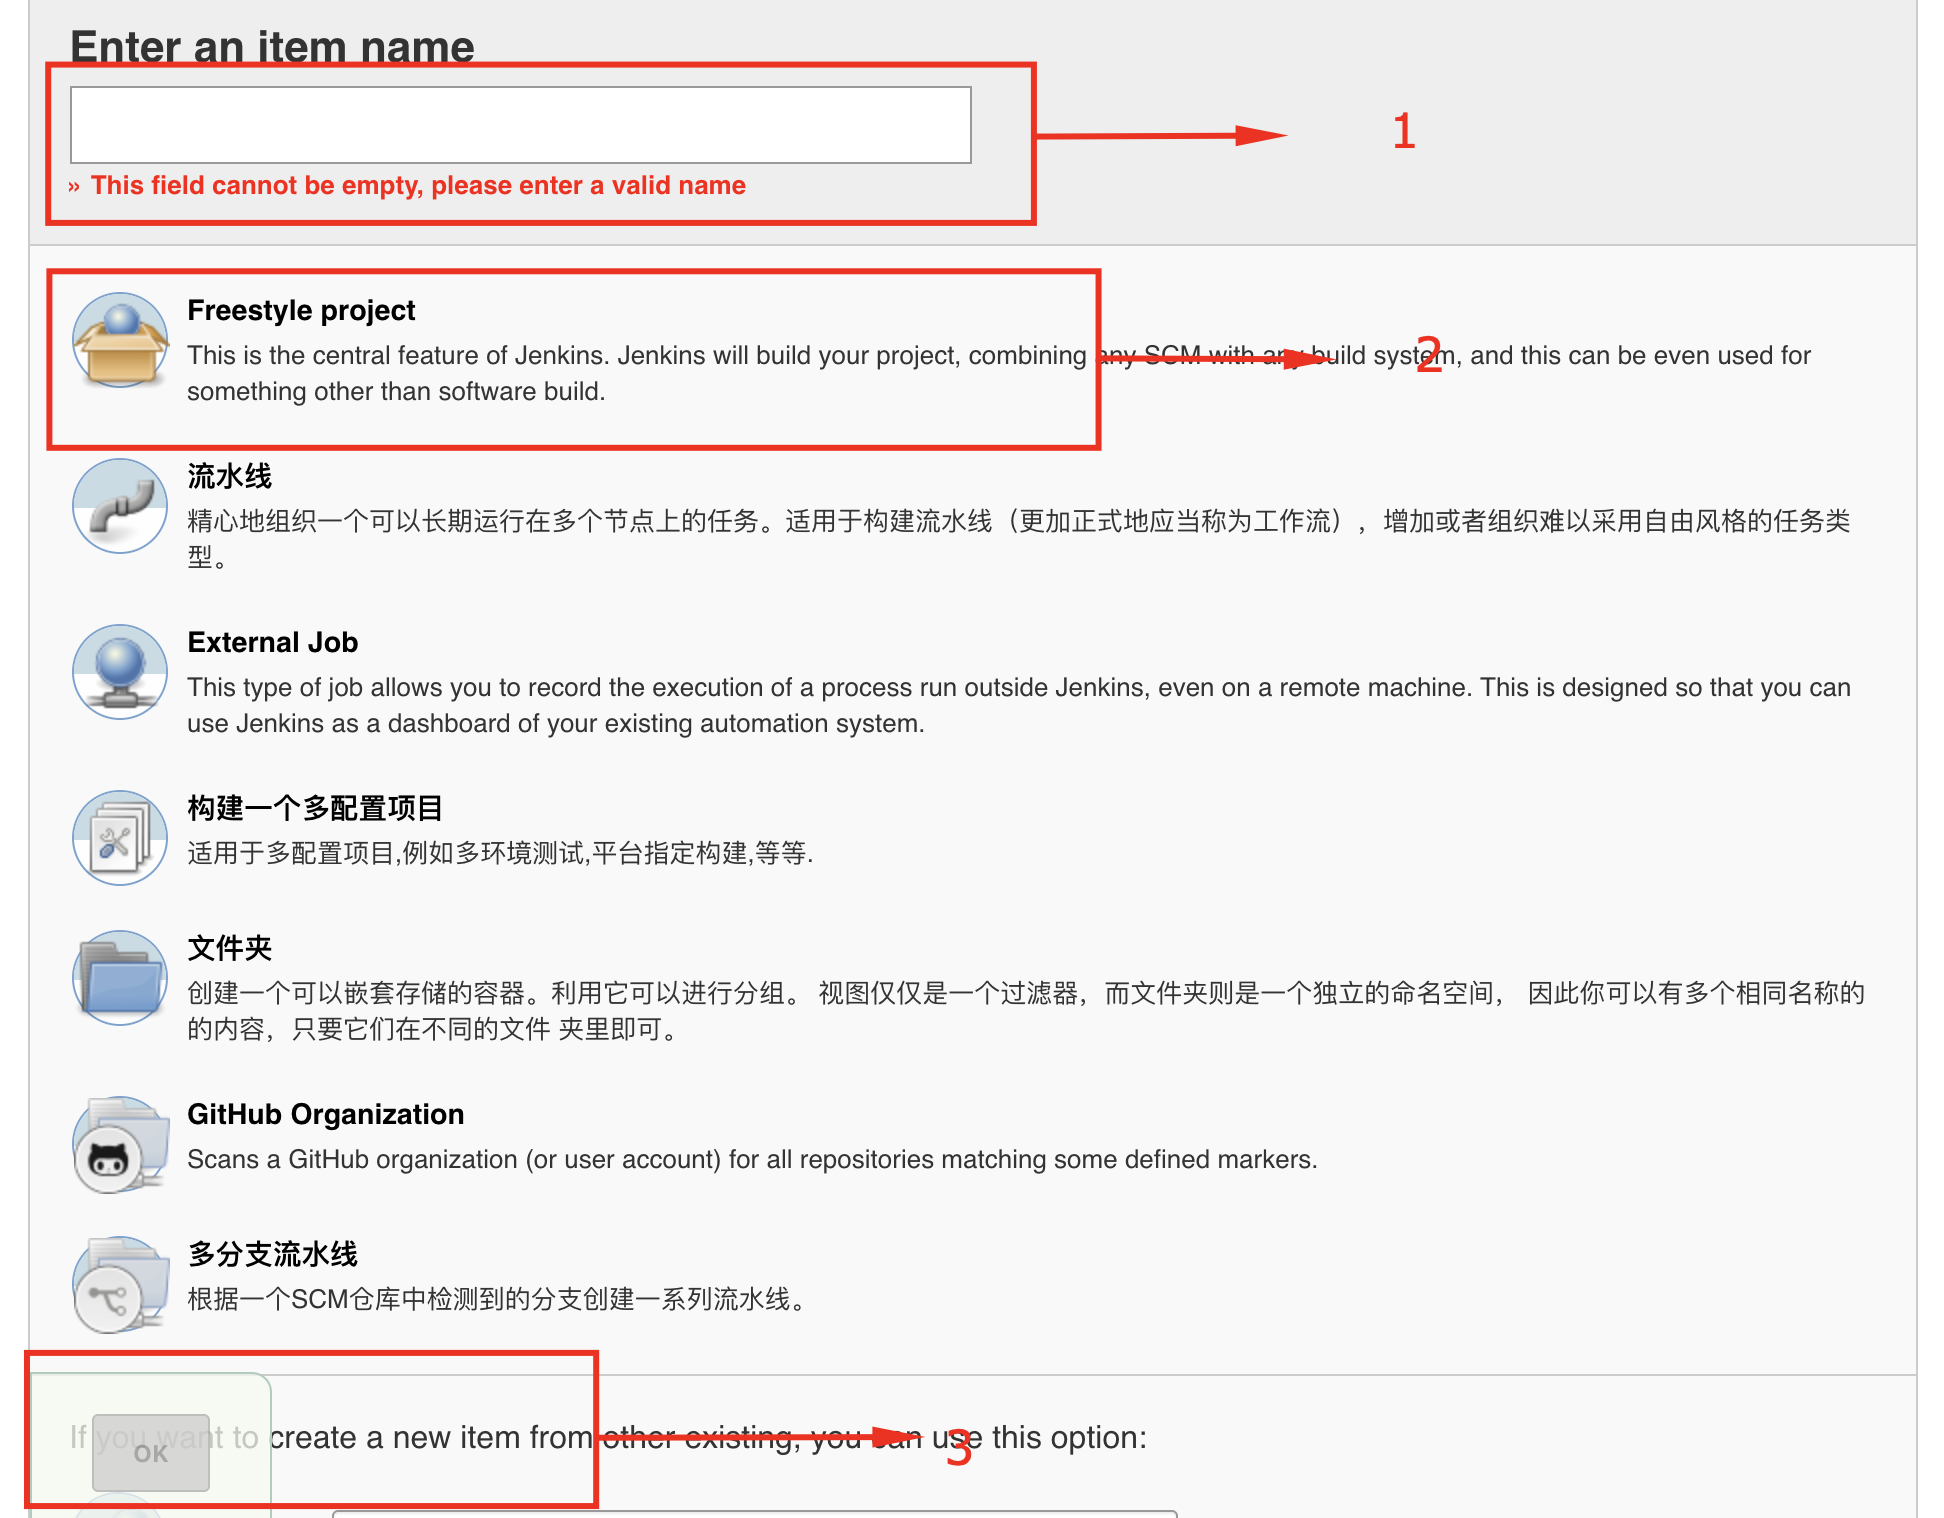 Enter an item name
1
» This field cannot be empty, please enter a valid name
Freestyle project
This is the central feature of Jenkins. Jenkins will build your project, combining any SCM with any build system, and this can be even used for
something other than software build.
2
流水线
精心地组织一个可以长期运行在多个节点上的任务。适用于构建流水线（更加正式地应当称为工作流），增加或者组织难以采用自由风格的任务类
型。
External Job
This type of job allows you to record the execution of a process run outside Jenkins, even on a remote machine. This is designed so that you can
use Jenkins as a dashboard of your existing automation system.
构建一个多配置项目
适用于多配置项目,例如多环境测试,平台指定构建,等等.
文件夹
创建一个可以嵌套存储的容器。利用它可以进行分组。 视图仅仅是一个过滤器，而文件夹则是一个独立的命名空间， 因此你可以有多个相同名称的
的内容，只要它们在不同的文件 夹里即可。
GitHub Organization
Scans a GitHub organization (or user account) for all repositories matching some defined markers.
多分支流水线
根据一个SCM仓库中检测到的分支创建一系列流水线。
If you want to create a new item from other existing, you can use this option:
3
OK